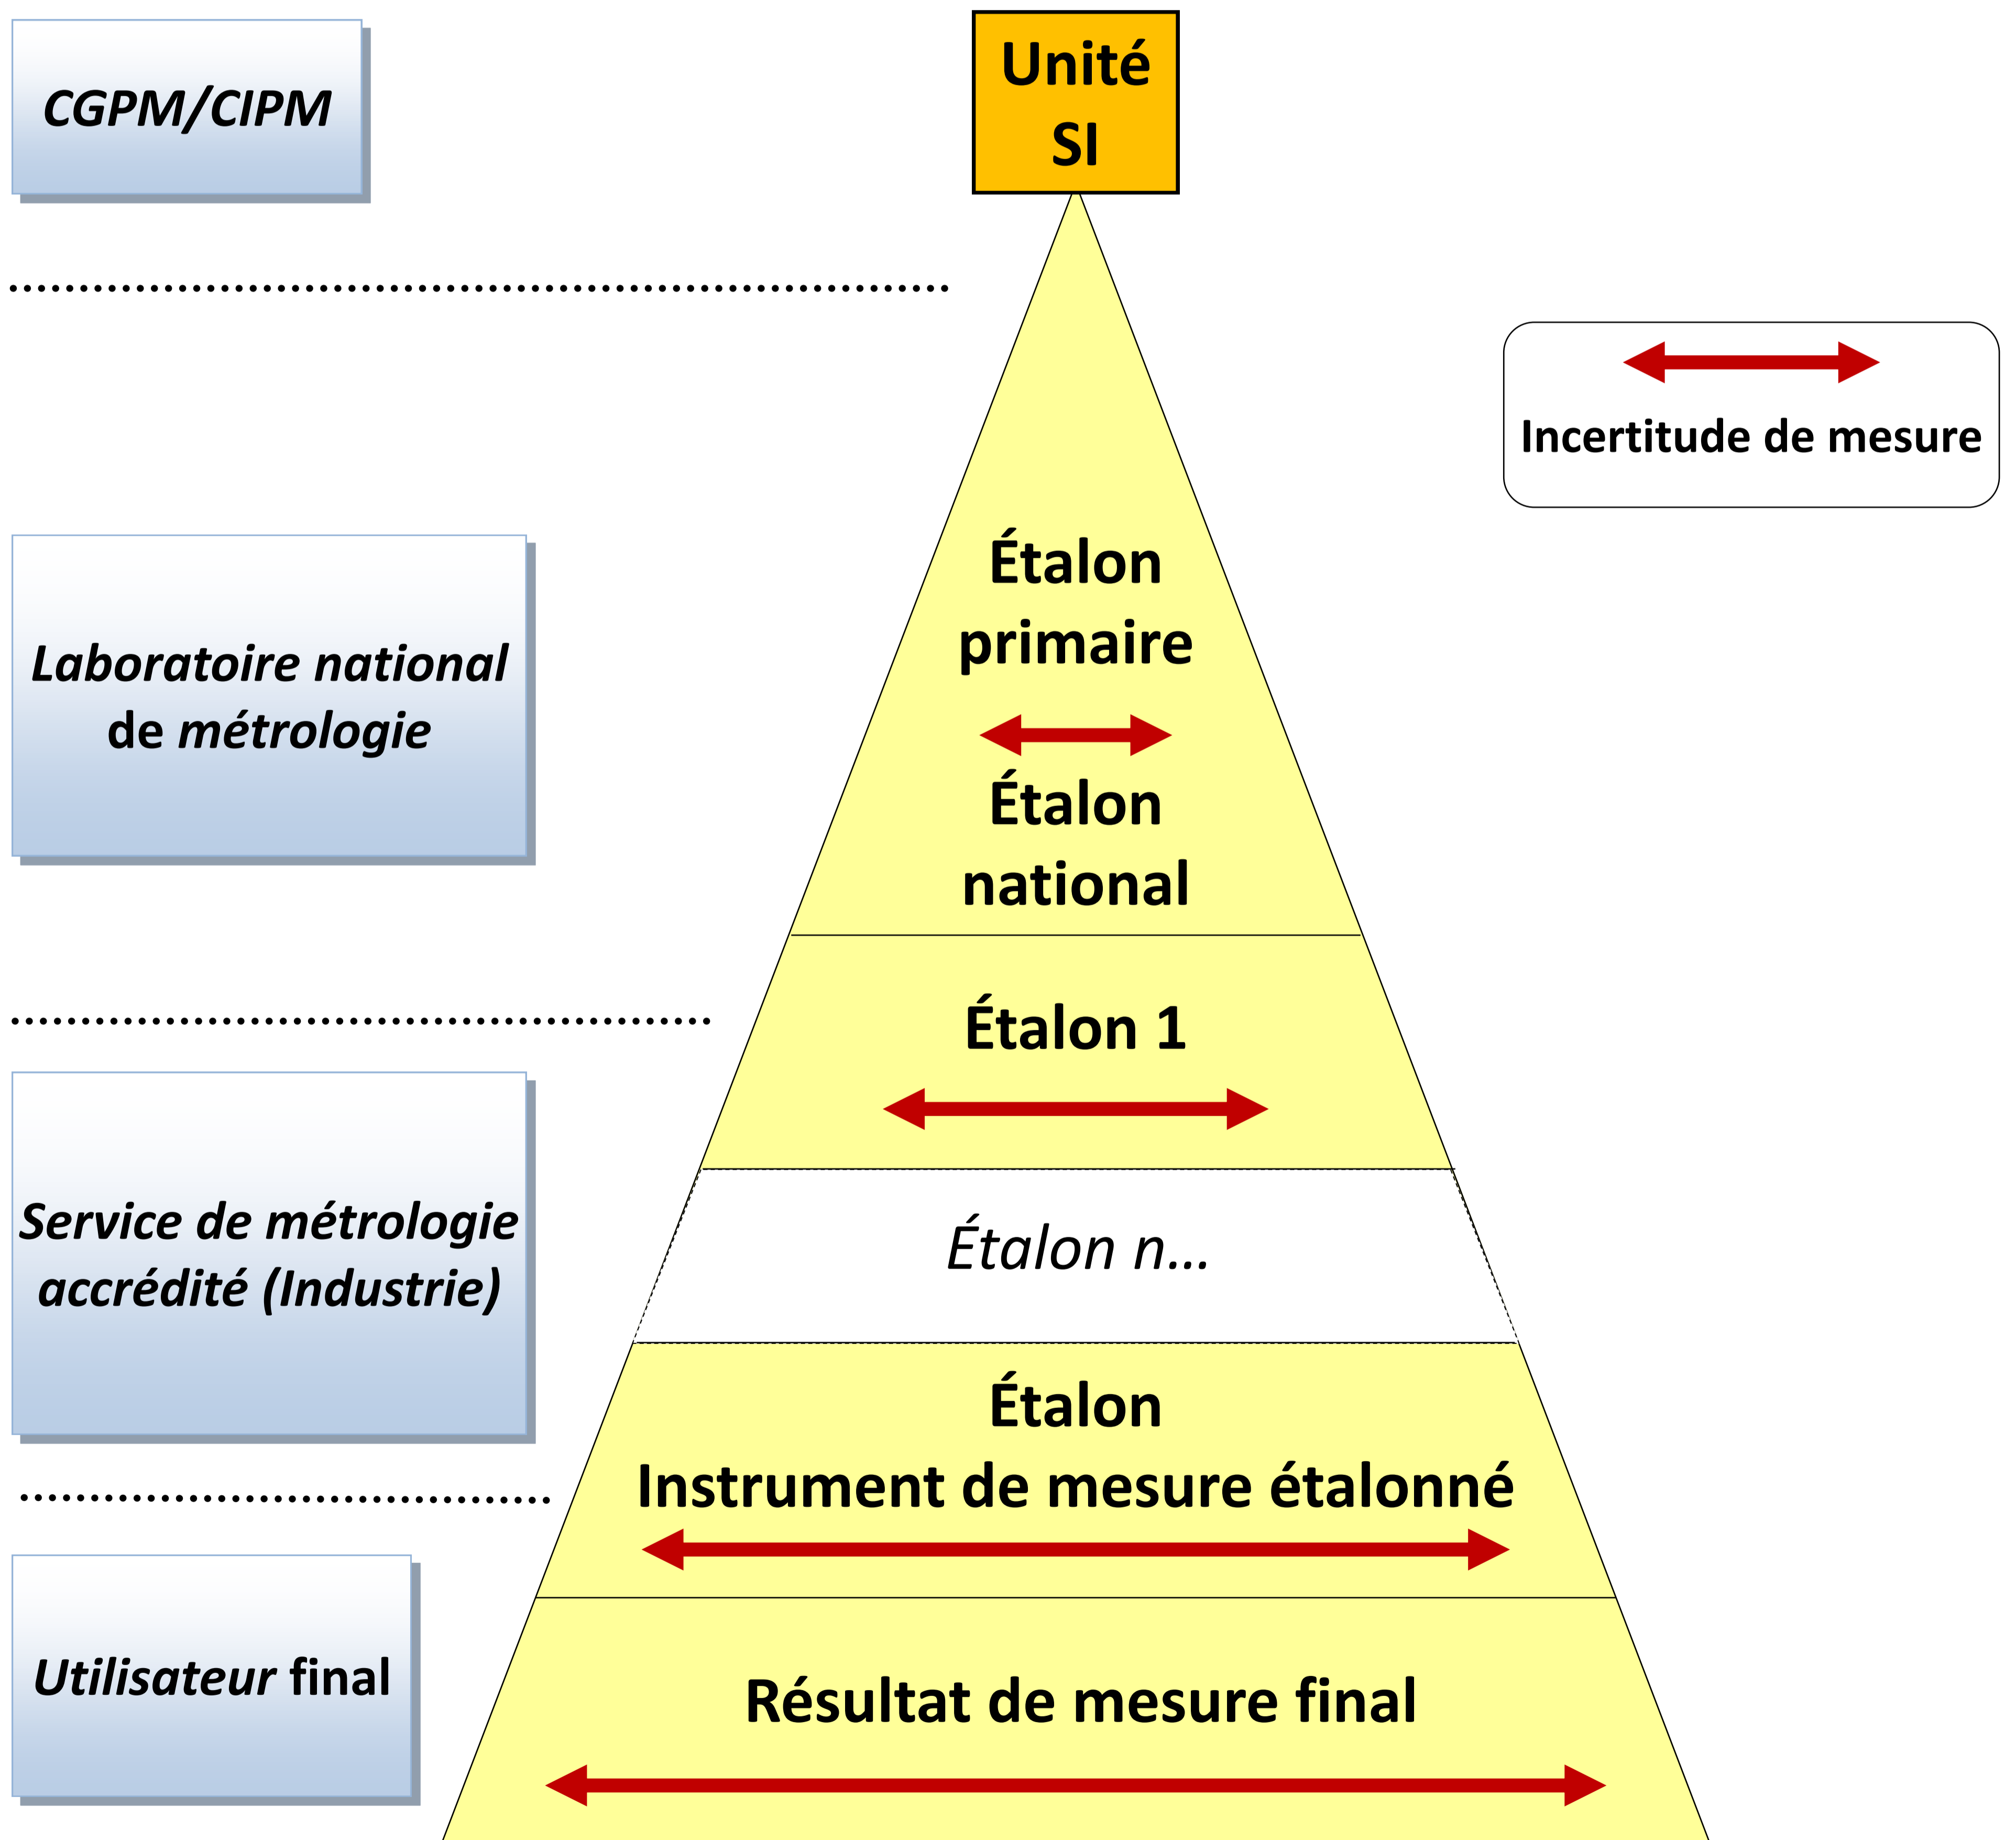 CGPM/CIPM
Unité
SI
Incertitude de mesure
Laboratoire national
de métrologie
Étalon
primaire
Étalon
national
Étalon 1
Service de métrologie
accrédité (Industrie)
Étalon n...
Étalon
Instrument de mesure étalonné
Utilisateur final
Résultat de mesure final